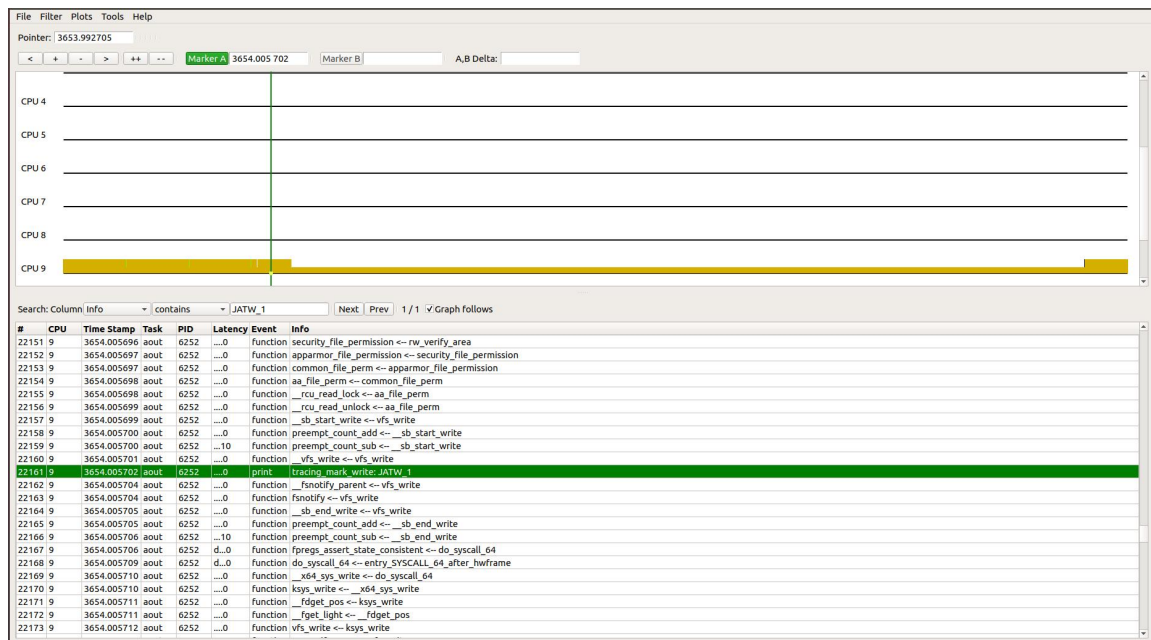 File Filter Plots Tools Help
Pointer: 3653.992705
< + - > ++ -- Marker A 3654.005 702 Marker B A,B Delta:
CPU 4
CPU 5
CPU 6
CPU 7
CPU 8
CPU 9
Search: Column Info contains JATW_1 Next Prev 1 / 1 Graph follows
# CPU Time Stamp Task PID Latency Event Info
22151 9 3654.005696 aout 6252 ....0 function security_file_permission <-- rw_verify_area
22152 9 3654.005697 aout 6252 ....0 function apparmor_file_permission <-- security_file_permission
22153 9 3654.005697 aout 6252 ....0 function common_file_perm <-- apparmor_file_permission
22154 9 3654.005698 aout 6252 ....0 function aa_file_perm <-- common_file_perm
22155 9 3654.005698 aout 6252 ....0 function __rcu_read_lock <-- aa_file_perm
22156 9 3654.005699 aout 6252 ....0 function __rcu_read_unlock <-- aa_file_perm
22157 9 3654.005699 aout 6252 ....0 function __sb_start_write <-- vfs_write
22158 9 3654.005700 aout 6252 ....0 function preempt_count_add <-- __sb_start_write
22159 9 3654.005700 aout 6252 ...10 function preempt_count_sub <-- __sb_start_write
22160 9 3654.005701 aout 6252 ....0 function __vfs_write <-- vfs_write
22161 9 3654.005702 aout 6252 ....0 print tracing_mark_write: JATW_1
22162 9 3654.005704 aout 6252 ....0 function __fsnotify_parent <-- vfs_write
22163 9 3654.005704 aout 6252 ....0 function fsnotify <-- vfs_write
22164 9 3654.005705 aout 6252 ....0 function __sb_end_write <-- vfs_write
22165 9 3654.005705 aout 6252 ....0 function preempt_count_add <-- __sb_end_write
22166 9 3654.005706 aout 6252 ...10 function preempt_count_sub <-- __sb_end_write
22167 9 3654.005706 aout 6252 d...0 function fpregs_assert_state_consistent <-- do_syscall_64
22168 9 3654.005709 aout 6252 d...0 function do_syscall_64 <-- entry_SYSCALL_64_after_hwframe
22169 9 3654.005710 aout 6252 ....0 function __x64_sys_write <-- do_syscall_64
22170 9 3654.005710 aout 6252 ....0 function ksys_write <-- __x64_sys_write
22171 9 3654.005711 aout 6252 ....0 function __fdget_pos <-- ksys_write
22172 9 3654.005711 aout 6252 ....0 function __fget_light <-- __fdget_pos
22173 9 3654.005712 aout 6252 ....0 function vfs_write <-- ksys_write